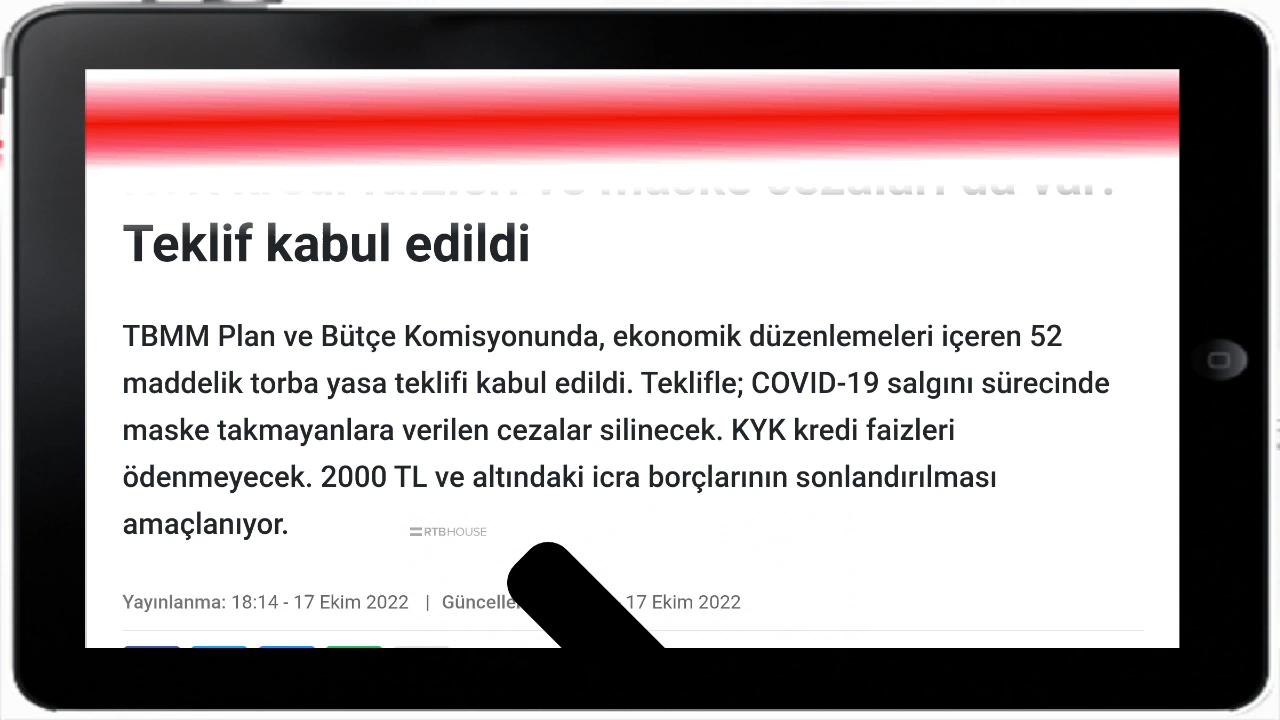 Teklif kabul edildi
TBMM Plan ve Bütçe Komisyonunda, ekonomik düzenlemeleri içeren 52
maddelik torba yasa teklifi kabul edildi. Teklifle; COVID-19 salgını sürecinde
maske takmayanlara verilen cezalar silinecek. KYK kredi faizleri
ödenmeyecek. 2000 TL ve altındaki icra borçlarının sonlandırılması
amaçlanıyor.
RTBHOUSE
Yayınlanma: 18:14 - 17 Ekim 2022 | 17 Ekim 2022